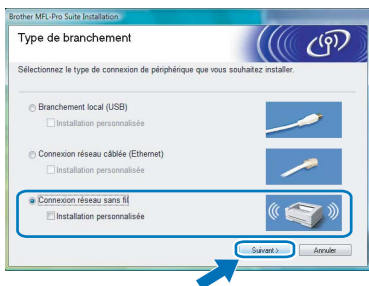 Brother MFL-Pro Suite Installation
Type de branchement
Sélectionnez le type de connexion de périphérique que vous souhaitez installer.
Branchement local (USB)
Installation personnalisée
Connexion réseau câblée (Ethernet)
Installation personnalisée
Connexion réseau sans fil
Installation personnalisée
Suivant >
Annuler